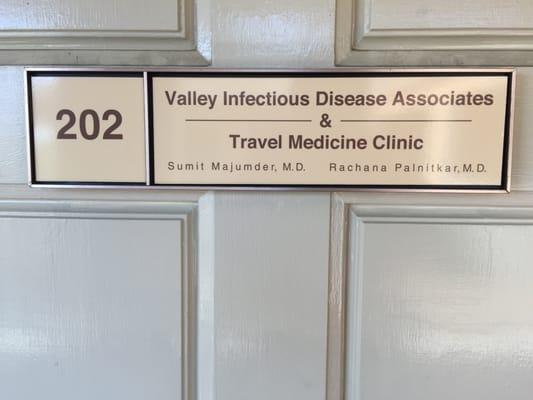 202
Valley Infectious Disease Associates
&
Travel Medicine Clinic
Sumit Majumder, M.D. Rachana Palnitkar, M.D.